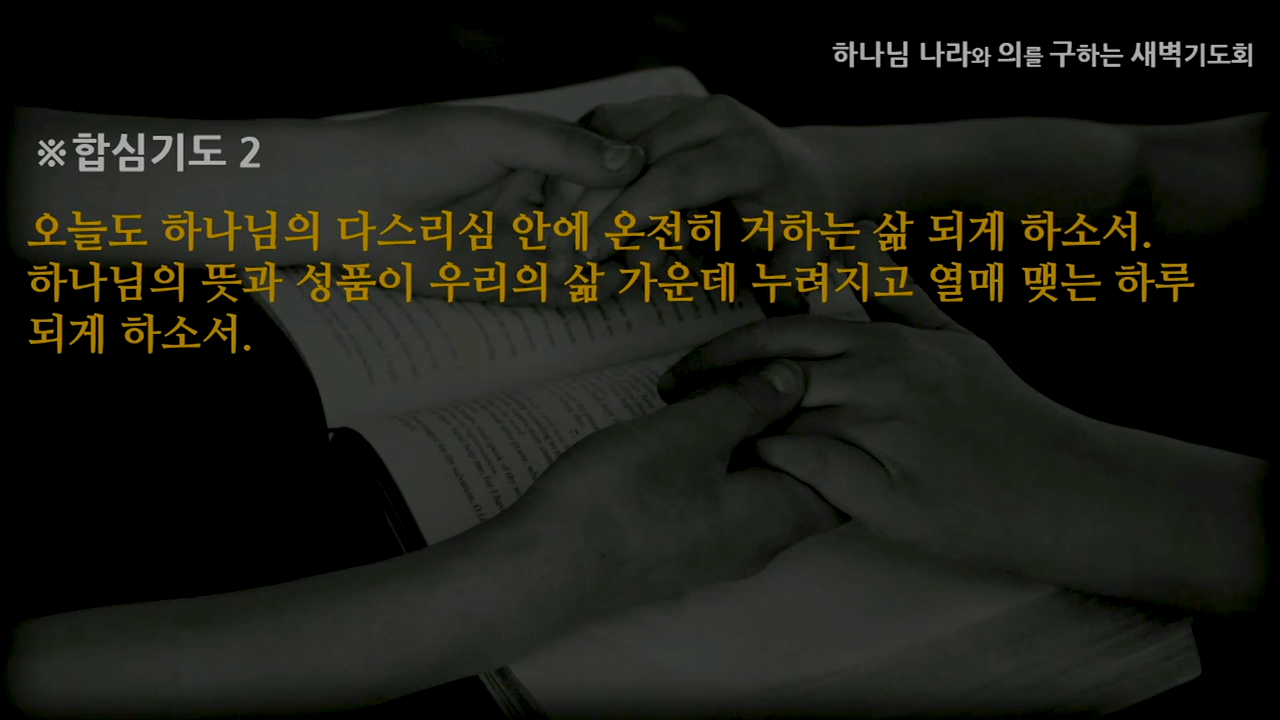 하나님 나라와 의를 구하는 새벽기도회
※합심기도 2
오늘도 하나님의 다스리심 안에 온전히 거하는 삶 되게 하소서.
하나님의 뜻과 성품이 우리의 삶 가운데 누려지고 열매 맺는 하루
되게 하소서.